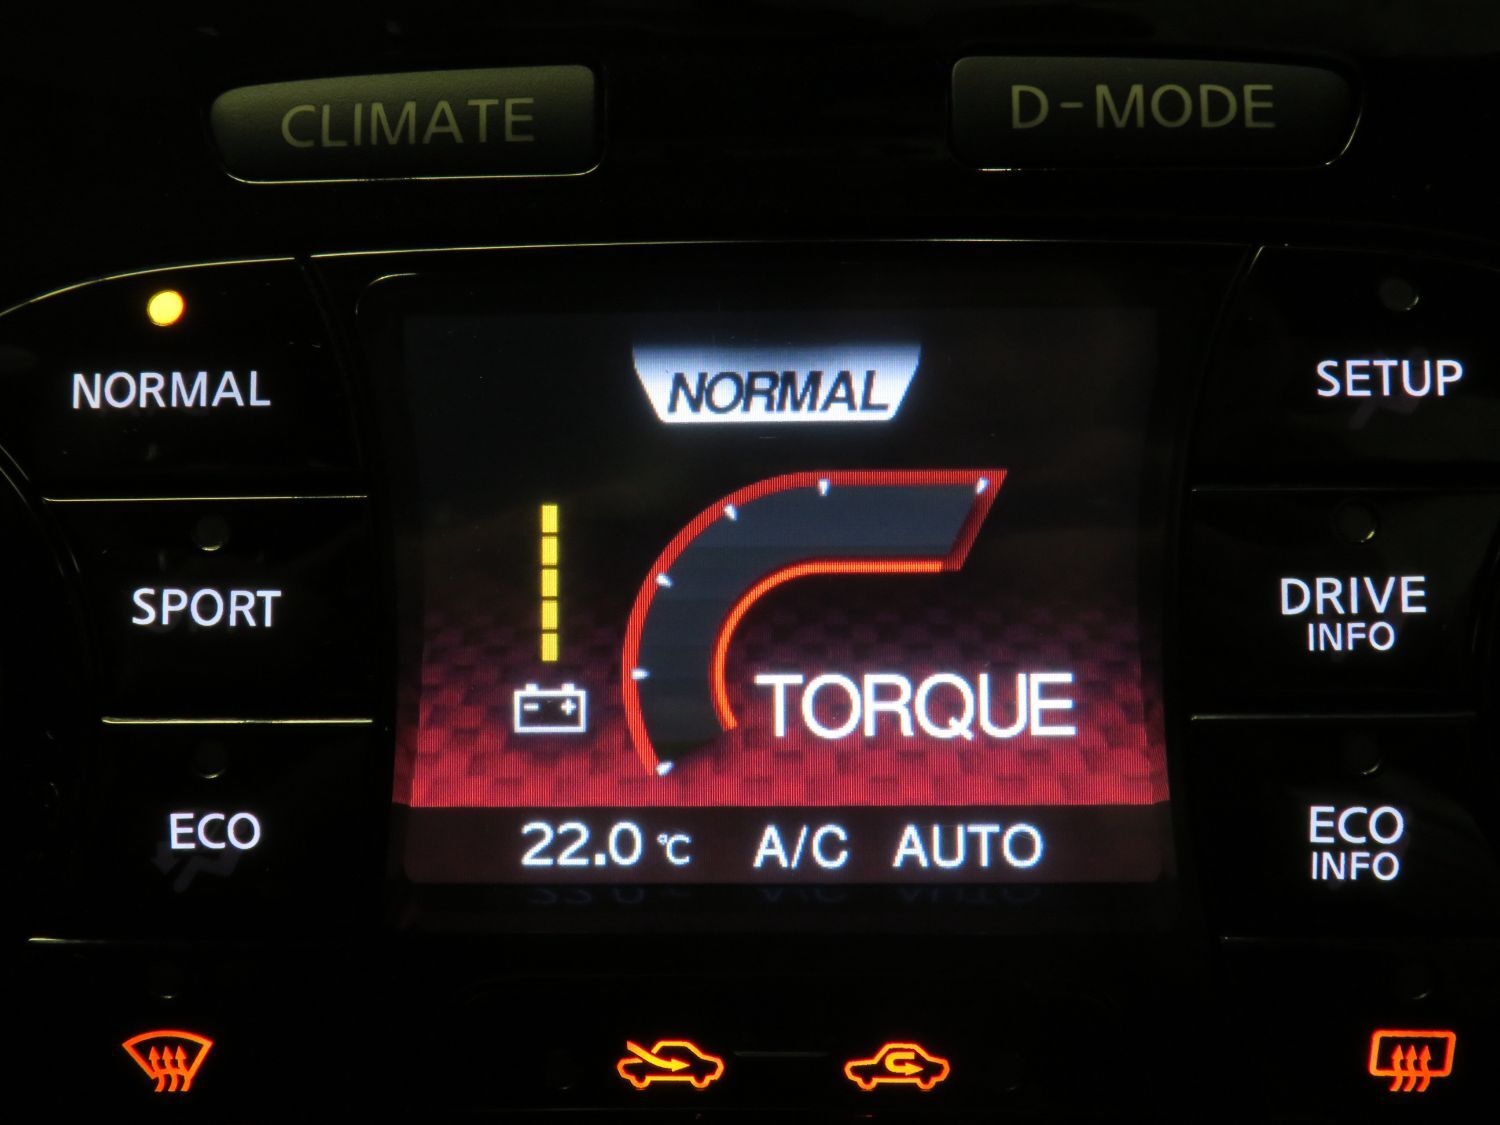 CLIMATE
D-MODE
NORMAL
NORMAL
SETUP
SPORT
DRIVE
INFO
TORQUE
ECO
ECO
INFO
22.0 °C A/C AUTO